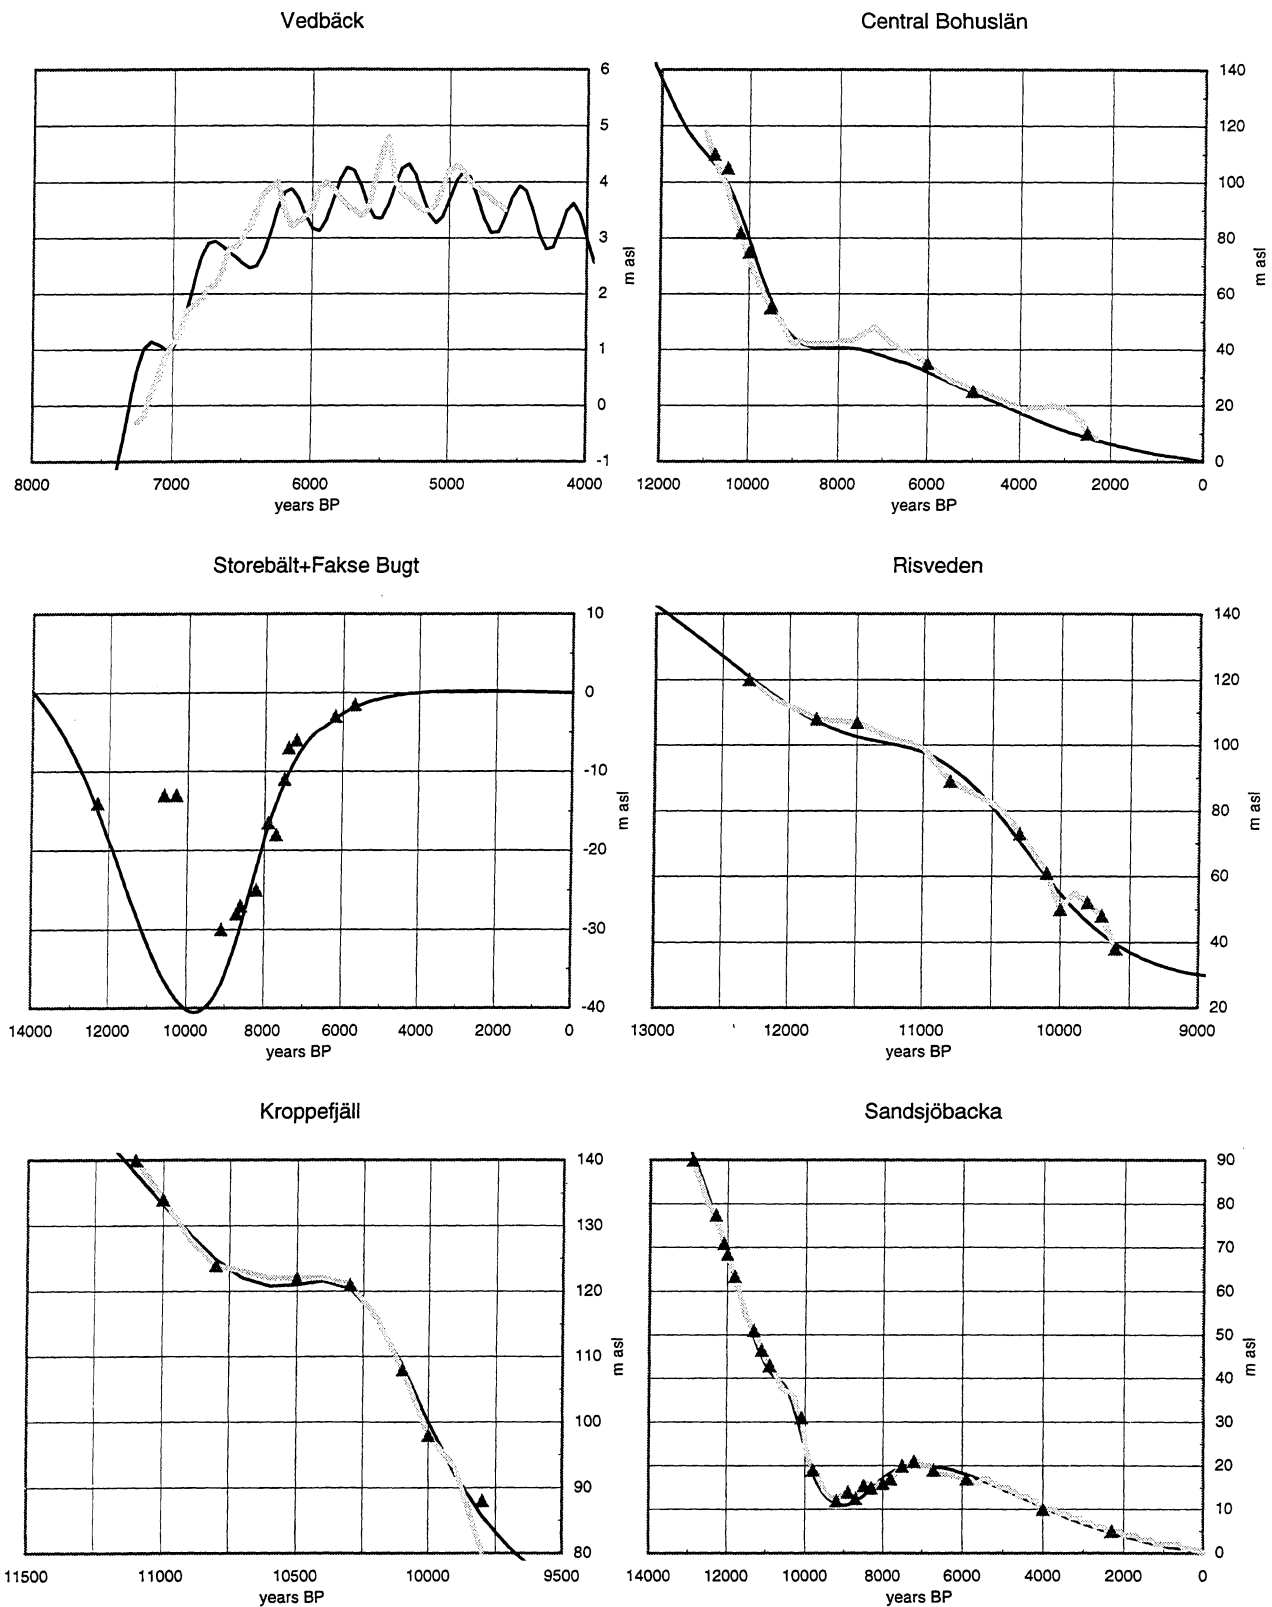 Vedbäck
6
5
4
3
2
1
0
-1
m asl
8000 7000 6000 5000 4000
years BP
Central Bohuslän
140
120
100
80
60
40
20
0
m asl
12000 10000 8000 6000 4000 2000 0
years BP
Storebält+Fakse Bugt
10
0
-10
-20
-30
-40
m asl
14000 12000 10000 8000 6000 4000 2000 0
years BP
Risveden
140
120
100
80
60
40
20
m asl
13000 12000 11000 10000 9000
years BP
Kroppefjäll
140
130
120
110
100
90
80
m asl
11500 11000 10500 10000 9500
years BP
Sandsjöbacka
90
80
70
60
50
40
30
20
10
0
m asl
14000 12000 10000 8000 6000 4000 2000 0
years BP